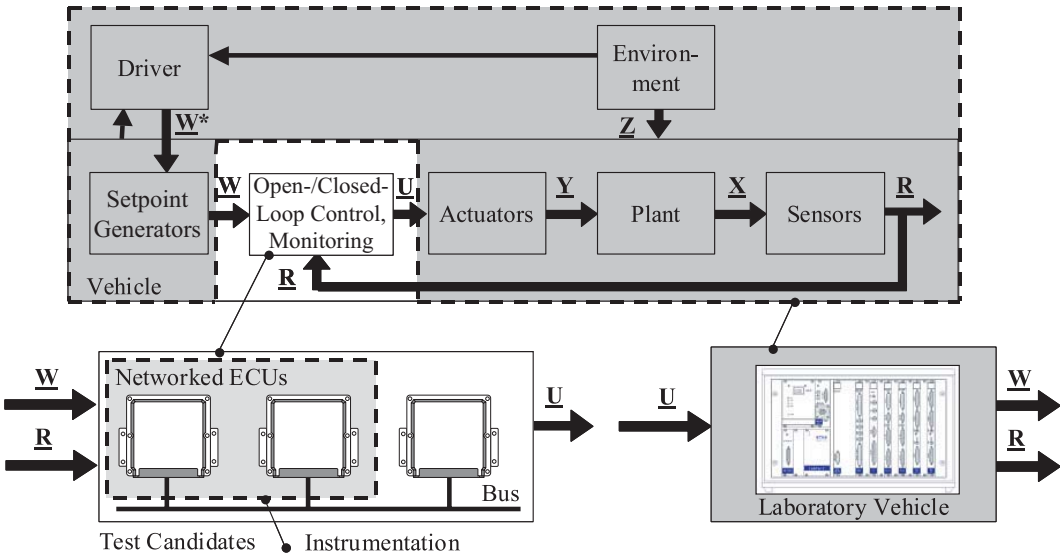 Driver
Environ-
ment
W*
Z
Setpoint
Generators
W
Open-/Closed-
Loop Control,
Monitoring
U
Actuators
Y
Plant
X
Sensors
R
R
Vehicle
W
R
Networked ECUs
Bus
U
U
W
R
Laboratory Vehicle
Test Candidates
Instrumentation